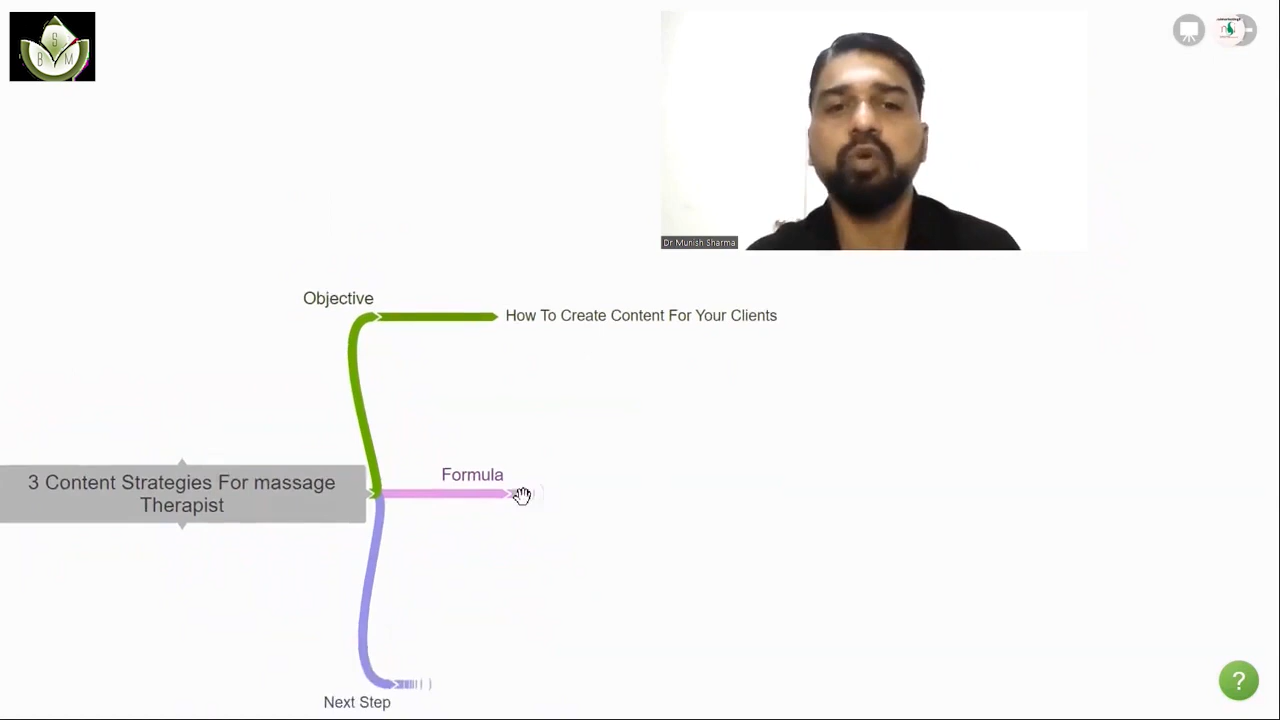 S
B M
Dr Munish Sharma
Objective
How To Create Content For Your Clients
Formula
3 Content Strategies For massage
Therapist
Next Step
?